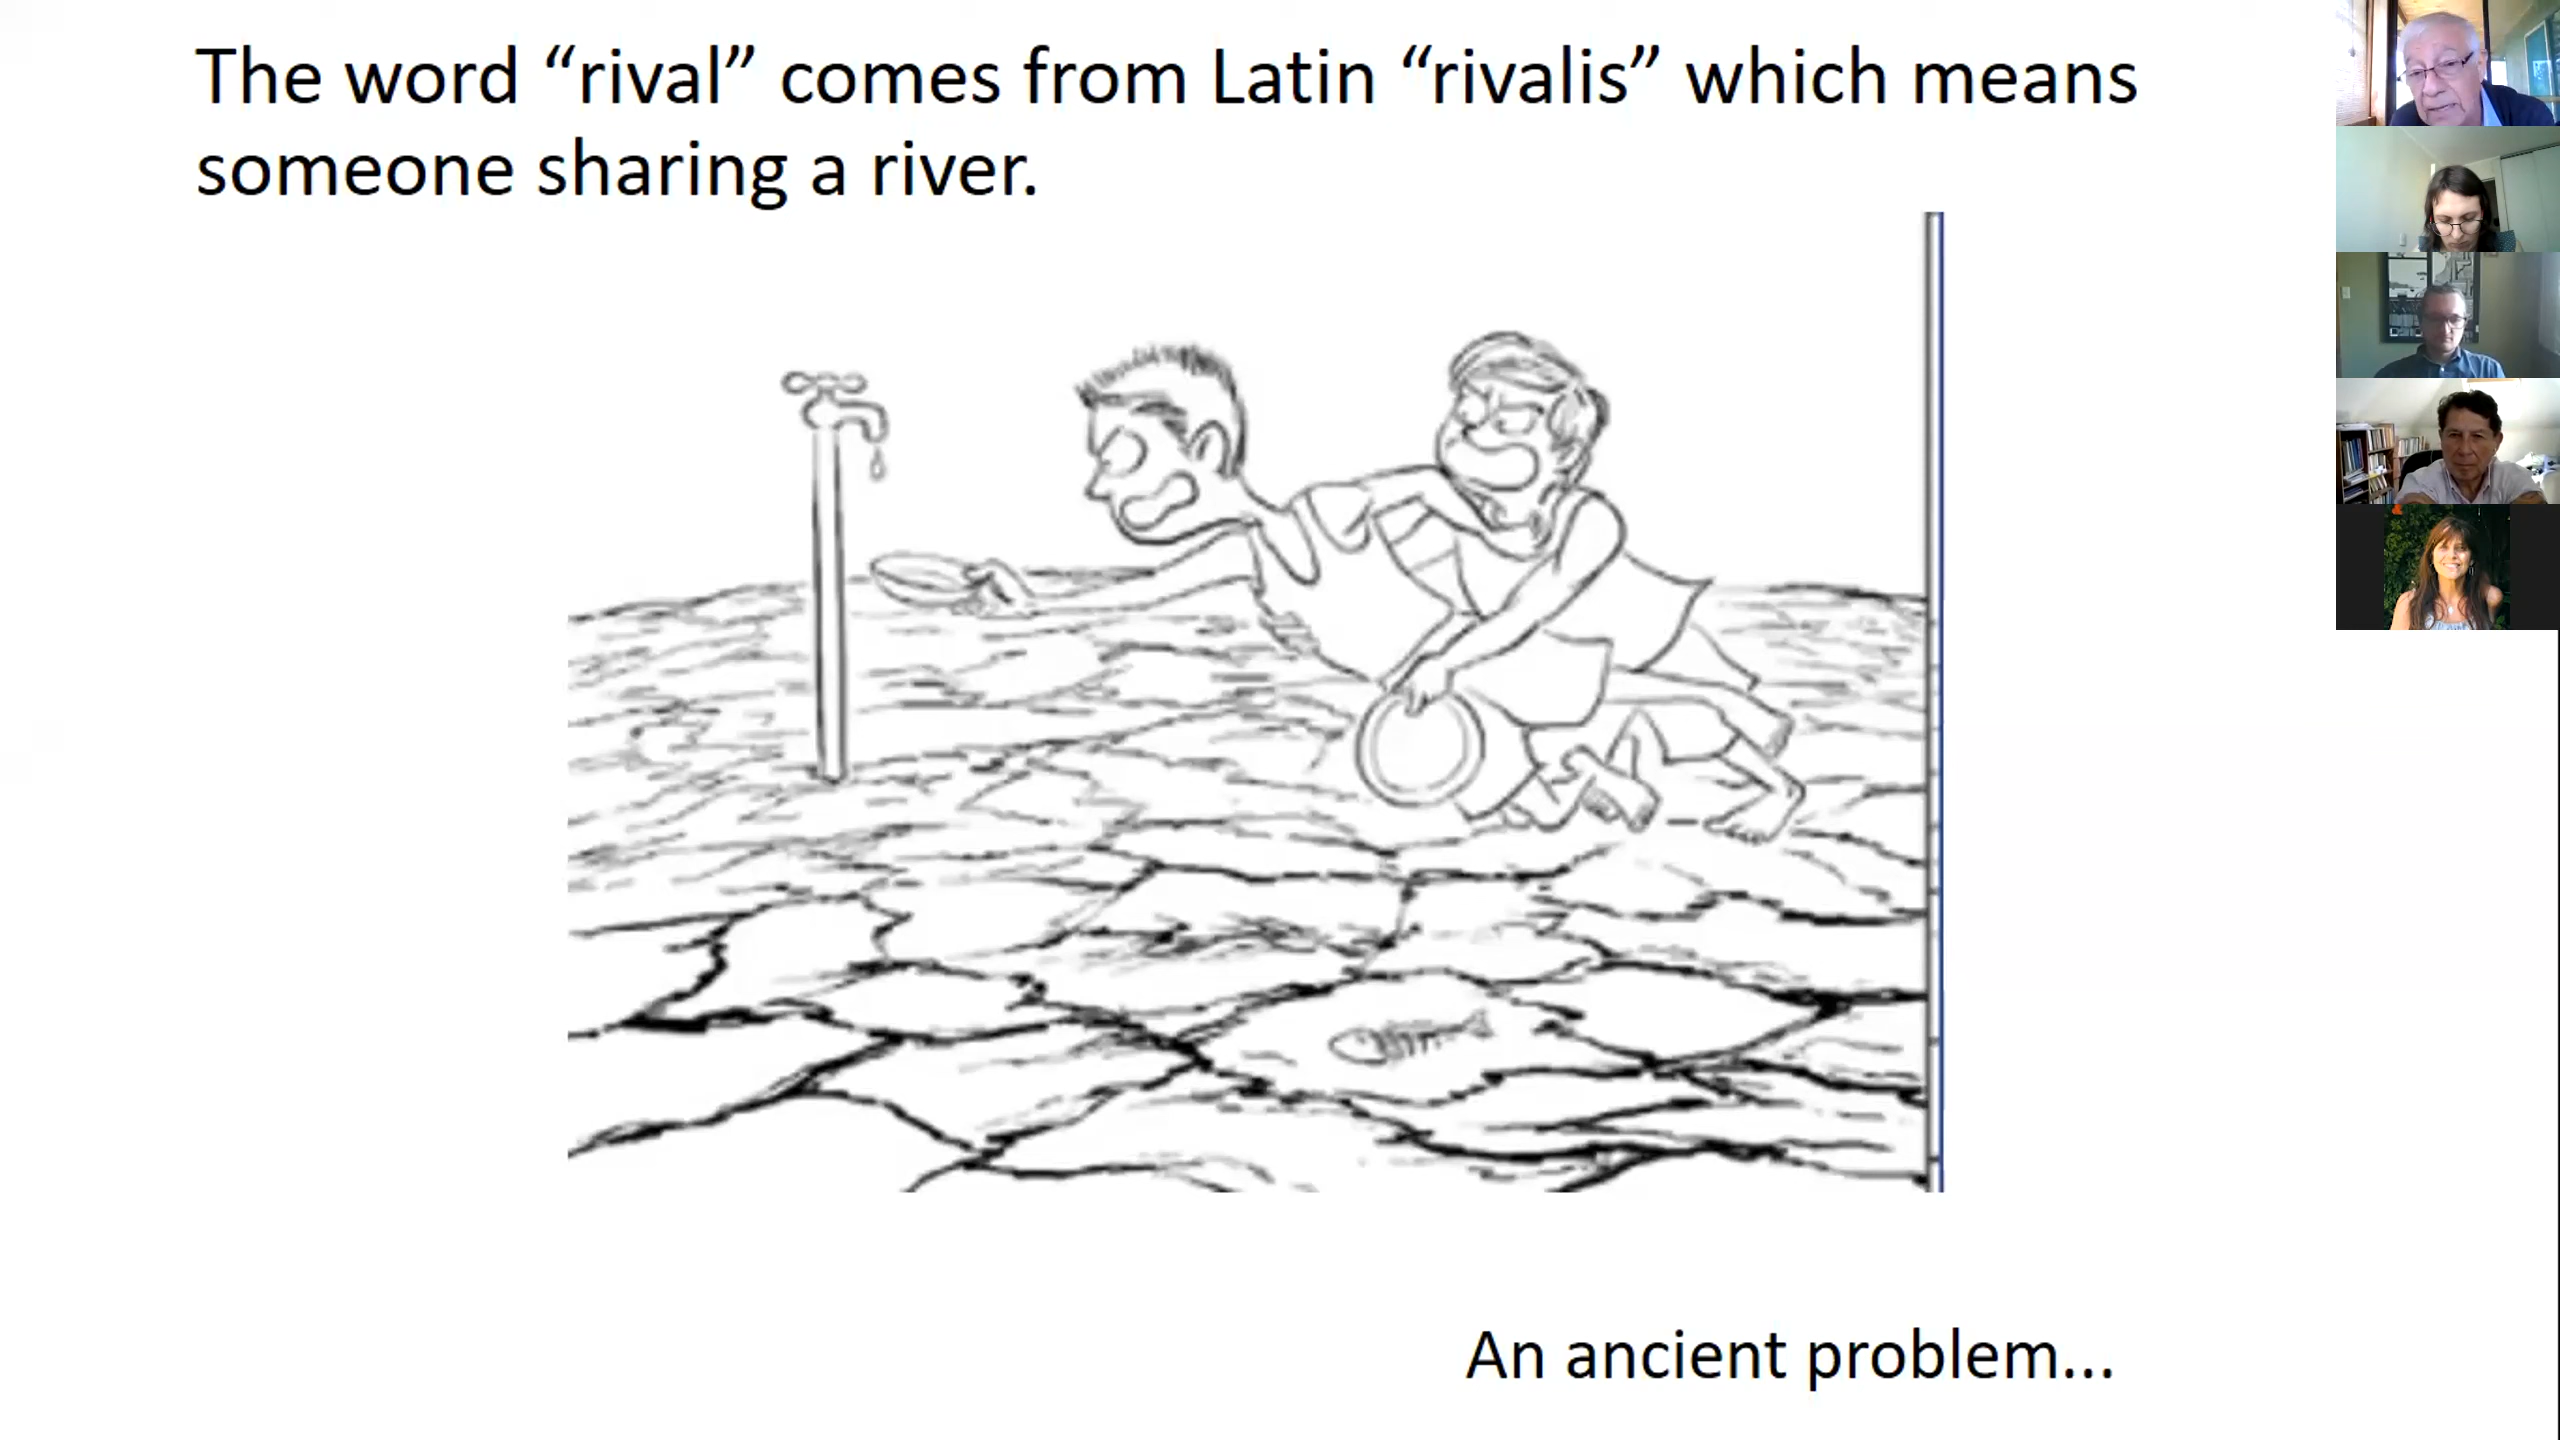 The word “rival” comes from Latin “rivalis” which means
someone sharing a river.
An ancient problem...